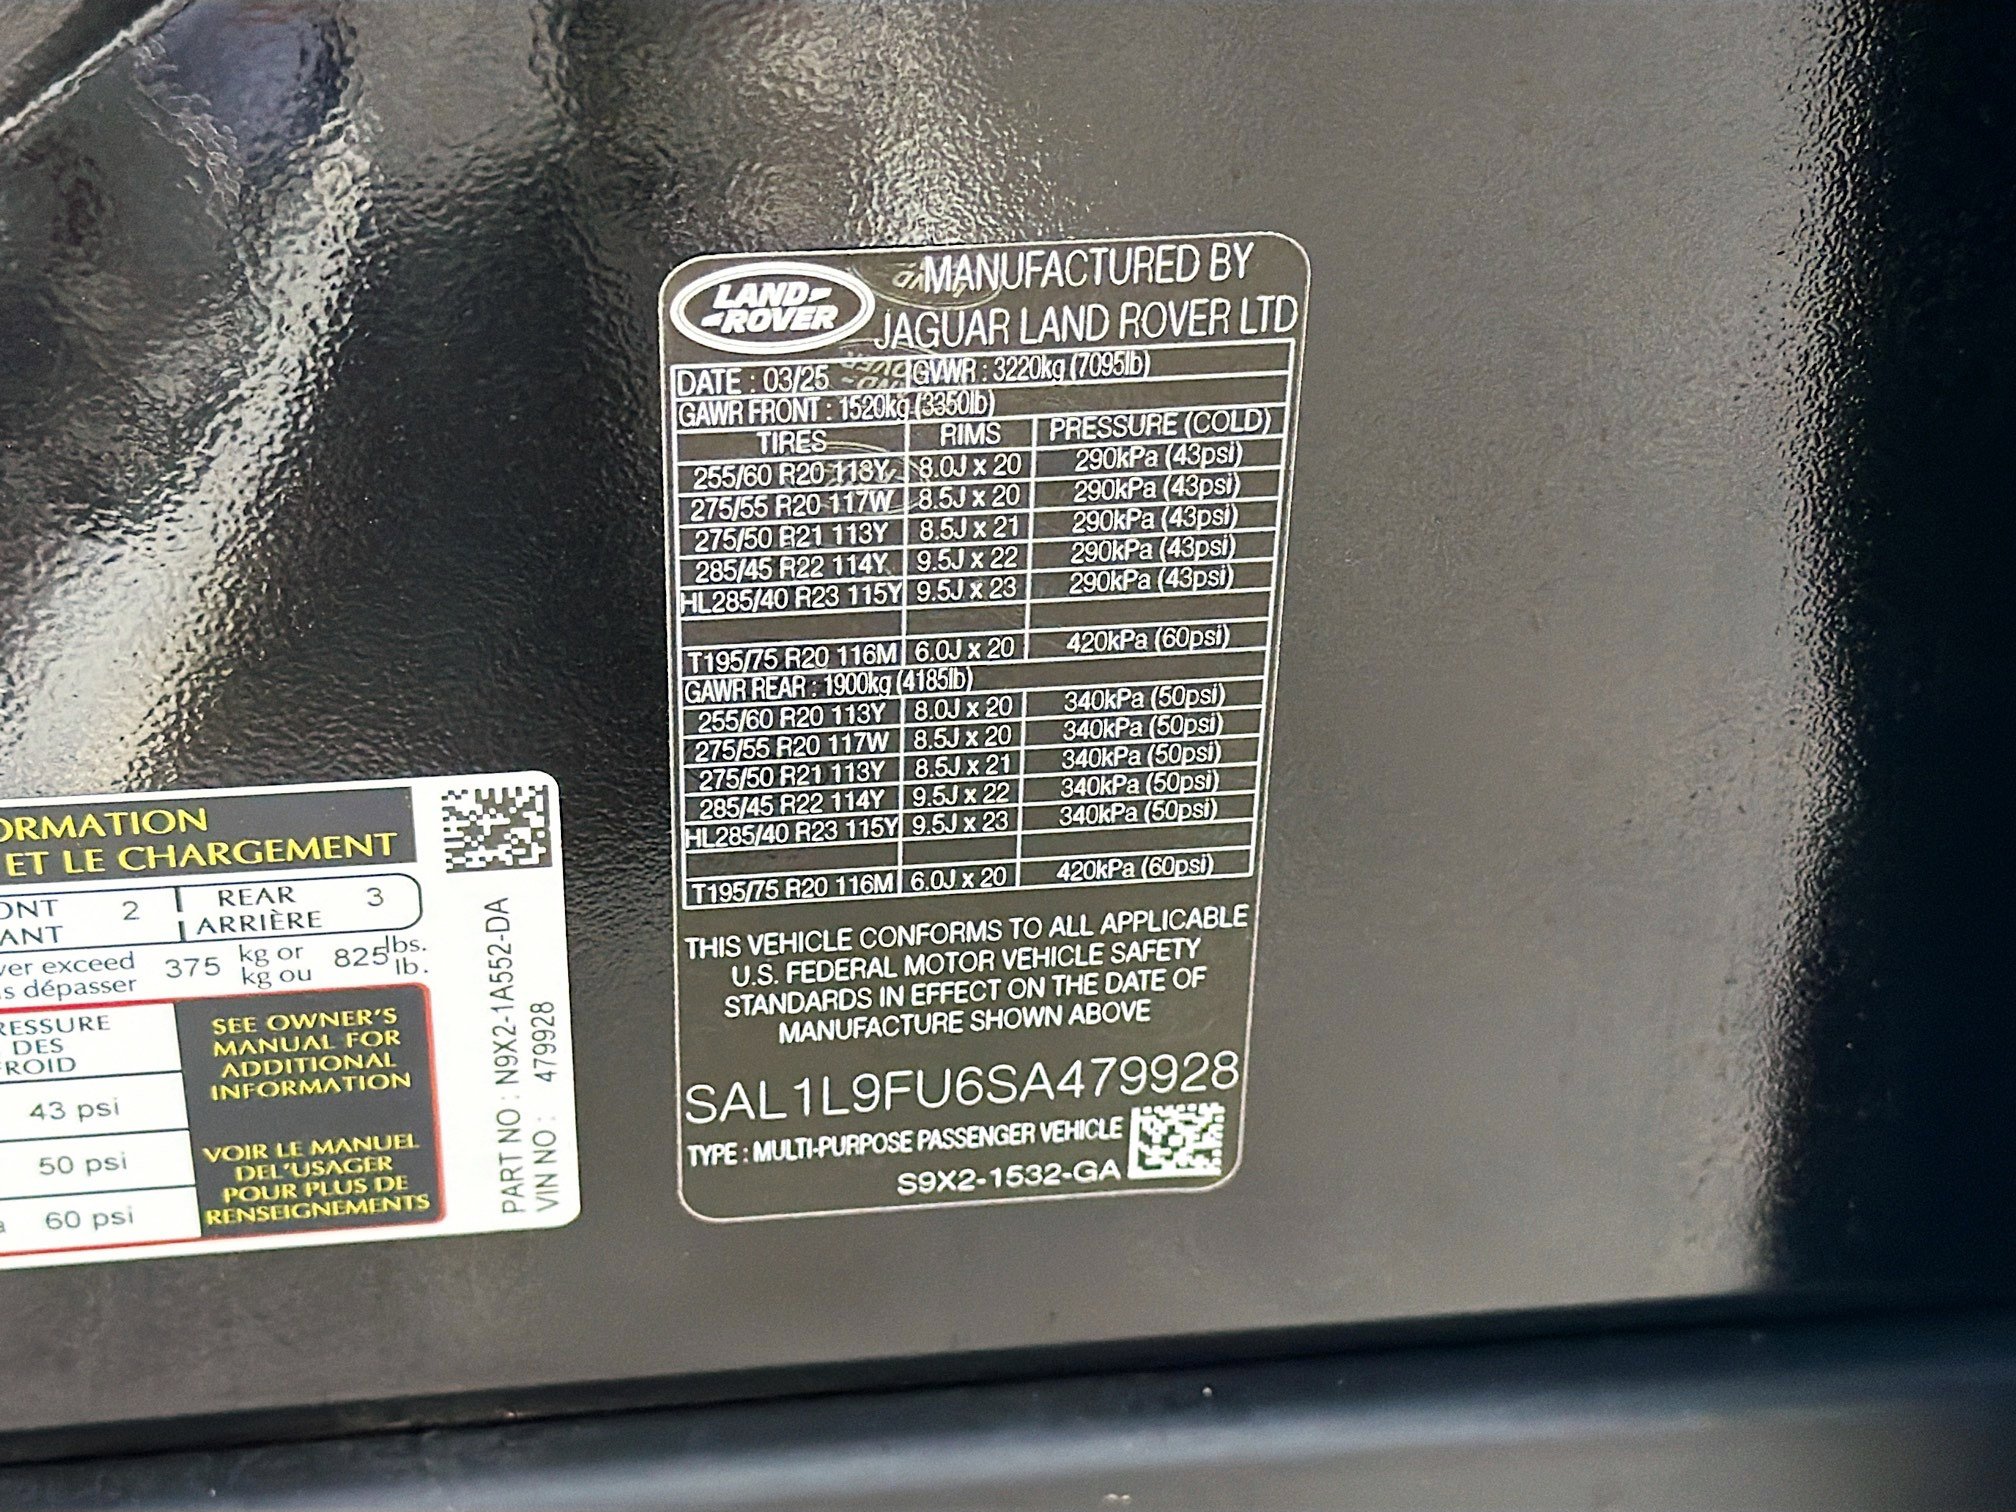 LAND ROVER
MANUFACTURED BY
JAGUAR LAND ROVER LTD
DATE : 03/25 GVWR : 3220kg (7095lb)
GAWR FRONT : 1520kg (3350lb)
TIRES RIMS PRESSURE (COLD)
255/60 R20 113Y 8.0J x 20 290kPa (43psi)
275/55 R20 117W 8.5J x 20 290kPa (43psi)
275/50 R21 113Y 8.5J x 21 290kPa (43psi)
285/45 R22 114Y 9.5J x 22 290kPa (43psi)
HL285/40 R23 115Y 9.5J x 23 290kPa (43psi)
T195/75 R20 116M 6.0J x 20 420kPa (60psi)
GAWR REAR : 1900kg (4185lb)
255/60 R20 113Y 8.0J x 20 340kPa (50psi)
275/55 R20 117W 8.5J x 20 340kPa (50psi)
275/50 R21 113Y 8.5J x 21 340kPa (50psi)
285/45 R22 114Y 9.5J x 22 340kPa (50psi)
HL285/40 R23 115Y 9.5J x 23 340kPa (50psi)
T195/75 R20 116M 6.0J x 20 420kPa (60psi)
THIS VEHICLE CONFORMS TO ALL APPLICABLE
U.S. FEDERAL MOTOR VEHICLE SAFETY
STANDARDS IN EFFECT ON THE DATE OF
MANUFACTURE SHOWN ABOVE
SAL1L9FU6SA479928
TYPE : MULTI-PURPOSE PASSENGER VEHICLE
S9X2-1532-GA
ORMATION
ET LE CHARGEMENT
ONT 2 REAR 3
ANT ARRIÈRE
ver exceed 375 kg or 825 lbs.
s dépasser kg ou lb.
RESSURE
DES
FROID
43 psi
50 psi
60 psi
SEE OWNER'S
MANUAL FOR
ADDITIONAL
INFORMATION
VOIR LE MANUEL
DEL'USAGER
POUR PLUS DE
RENSEIGNEMENTS
PART NO : N9X2-1A552-DA
VIN NO : 479928